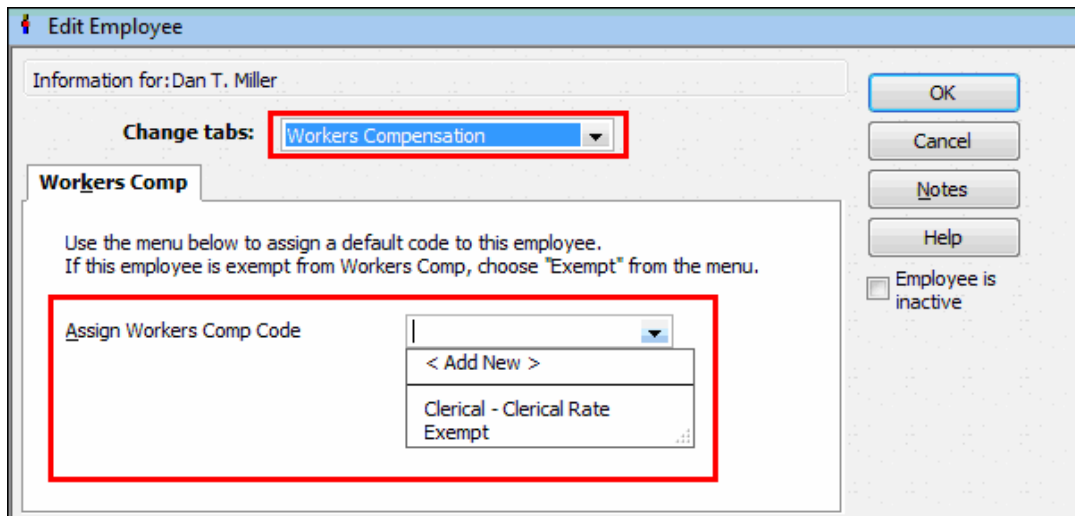 Edit Employee
Information for:Dan T. Miller
Change tabs: Workers Compensation
OK
Cancel
Notes
Help
Employee is
inactive
Workers Comp
Use the menu below to assign a default code to this employee.
If this employee is exempt from Workers Comp, choose "Exempt" from the menu.
Assign Workers Comp Code
< Add New >
Clerical - Clerical Rate
Exempt